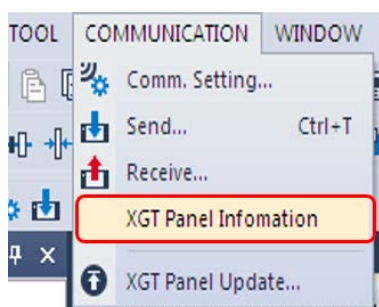 TOOL COMMUNICATION WINDOW
Comm. Setting...
Send... Ctrl+T
Receive...
XGT Panel Infomation
XGT Panel Update...